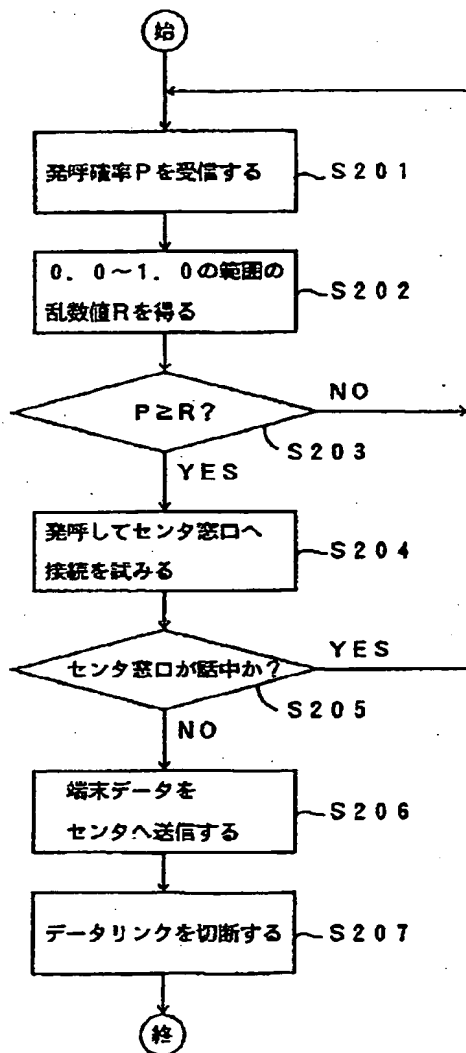 始
発呼確率Pを受信する
S201
0.0~1.0の範囲の
乱数値Rを得る
S202
P≧R?
NO
S203
YES
発呼してセンタ窓口へ
接続を試みる
S204
センタ窓口が話中か?
YES
S205
NO
端末データを
センタへ送信する
S206
データリンクを切断する
S207
終